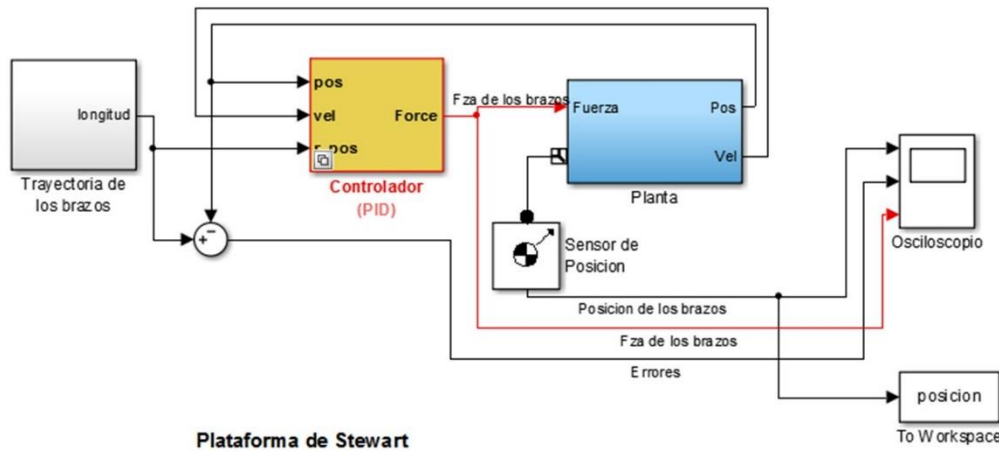 longitud
Trayectoria de
los brazos
pos
vel
r_pos
Force
Controlador
(PID)
Fza de los brazos
Fuerza
Pos
Vel
Planta
Sensor de
Posicion
Osciloscopio
Posicion de los brazos
Fza de los brazos
Errores
posicion
To Workspace
Plataforma de Stewart